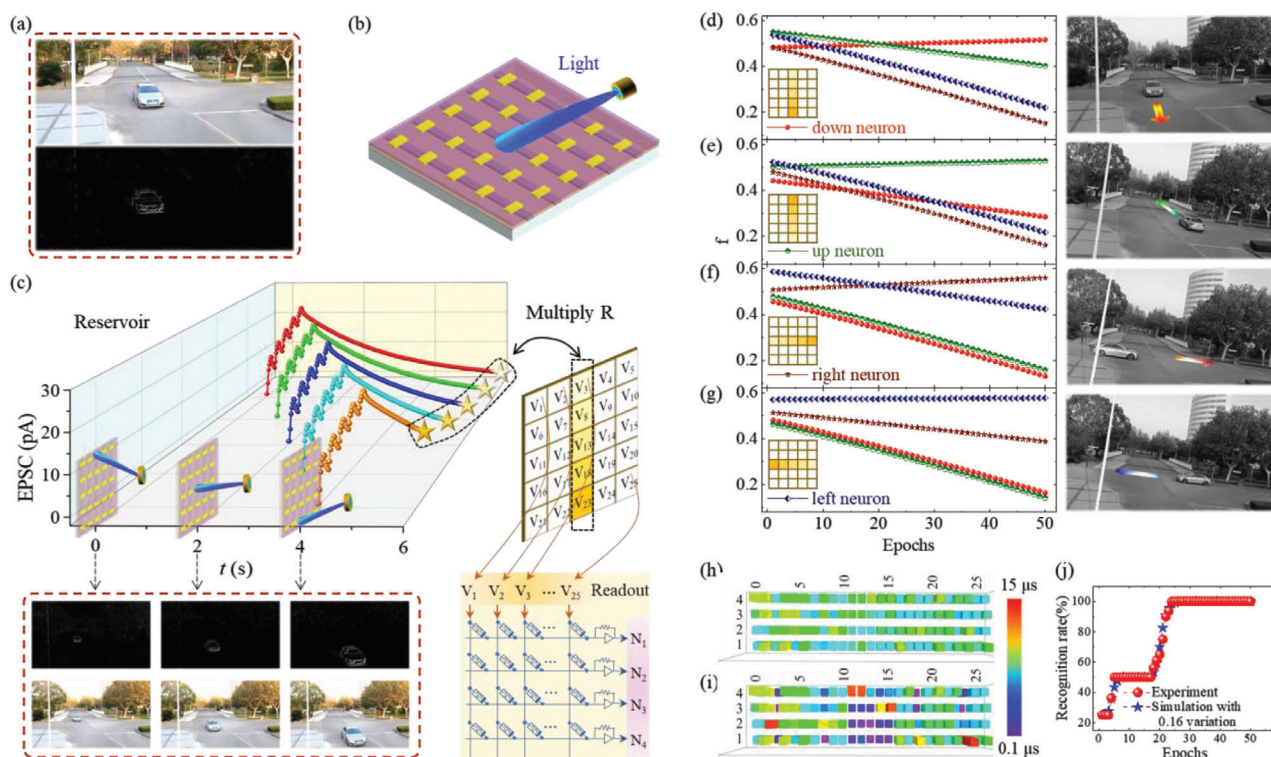 (a)
(b)
Light
(c)
Reservoir
Multiply R
EPSC (pA)
30
20
10
0
0
2
4
6
t (s)
V1 V2 V3 V4 V5
V6 V7 V8 V9 V10
V11 V12 V13 V14 V15
V16 V18 V19 V20
V21 V23 V24 V25
V1 V2 V3 ··· V25 Readout
N1
N2
N3
N4
(d)
0.6
0.4
0.2
down neuron
(e)
0.6
0.4
0.2
up neuron
f
(f)
0.6
0.4
0.2
right neuron
(g)
0.6
0.4
0.2
left neuron
0 10 20 30 40 50
Epochs
(h)
0 5 10 15 20 25
4
3
2
1
(i)
0 5 10 15 20 25
4
3
2
1
15 μs
0.1 μs
(j)
Recognition rate(%)
100
80
60
40
20
Experiment
Simulation with
0.16 variation
0 10 20 30 40 50
Epochs